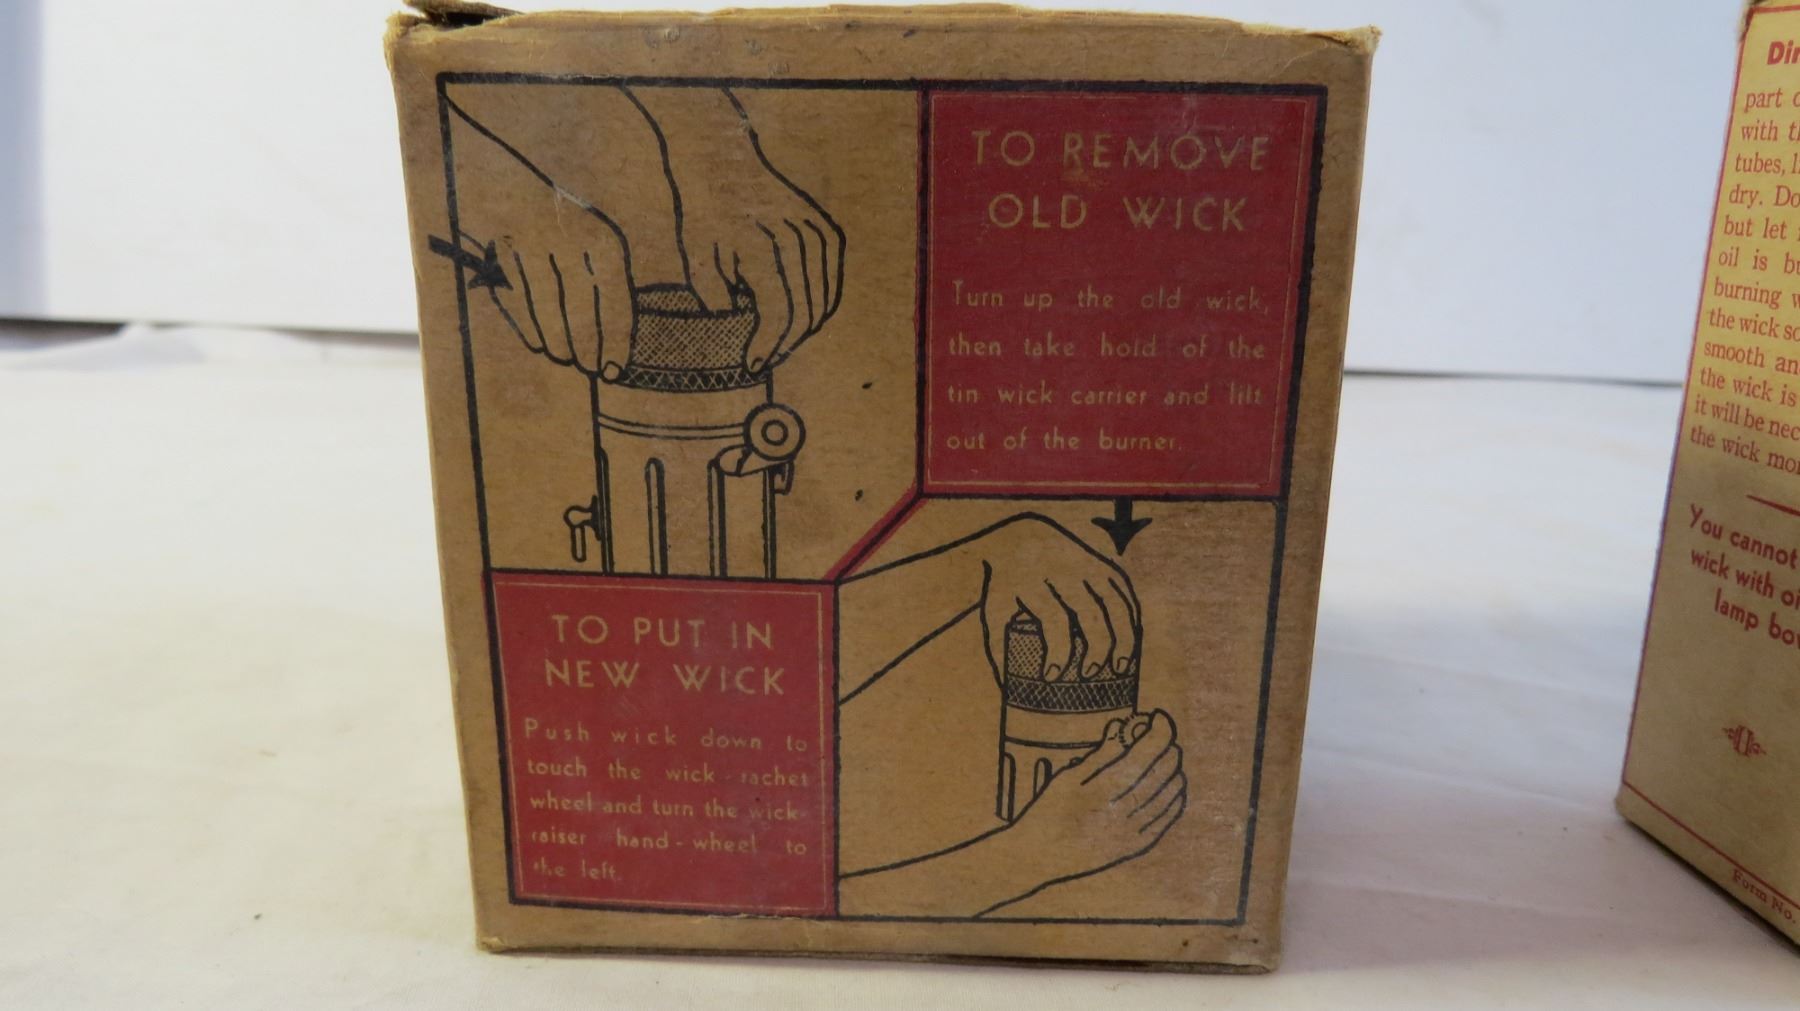 TO REMOVE
OLD WICK
Turn up the old wick,
then take hold of the
tin wick carrier and lift
out of the burner.
TO PUT IN
NEW WICK
Push wick down to
touch the wick-rachet
wheel and turn the wick-
raiser hand-wheel to
the left.
part
with
tubes,
dry. Do
but let
oil is
burning
the wick
smooth
the wick is
it will be
the wick
You cannot
wick with
lamp
Form No.